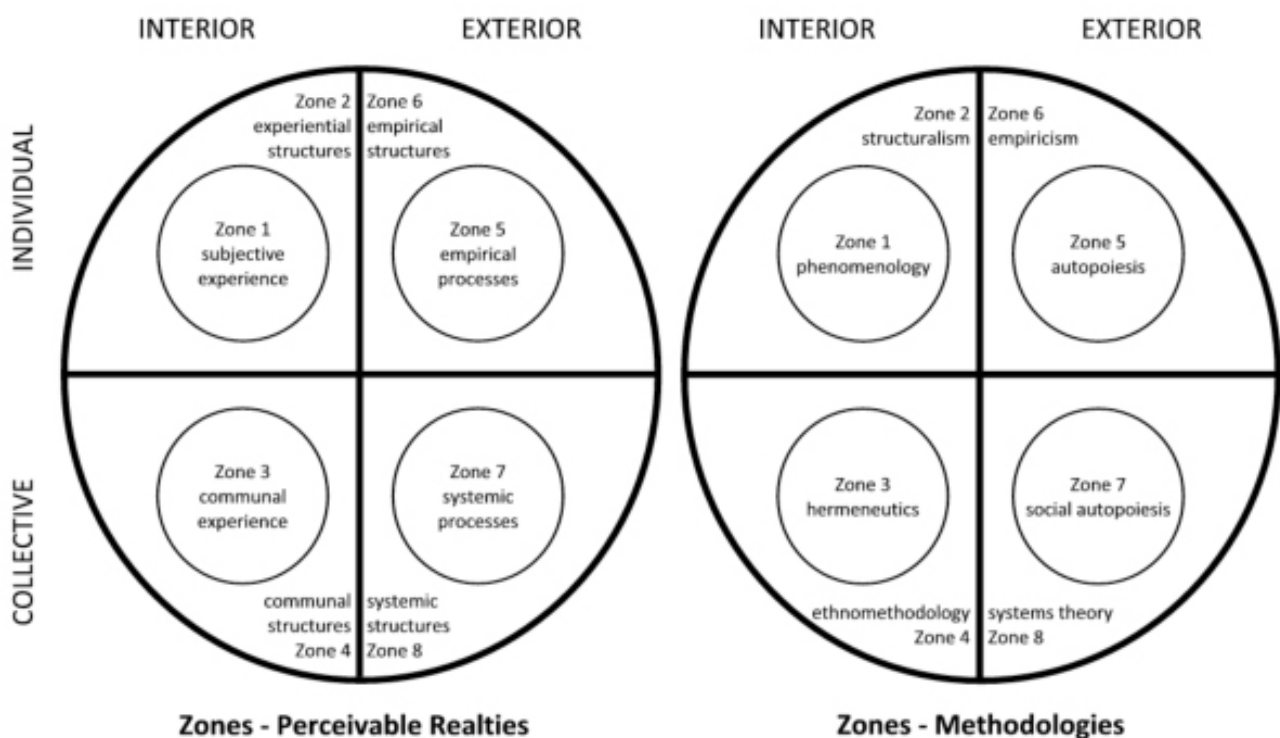 INTERIOR
EXTERIOR
INTERIOR
EXTERIOR
INDIVIDUAL
COLLECTIVE
Zone 2
experiential
structures
Zone 6
empirical
structures
Zone 1
subjective
experience
Zone 5
empirical
processes
Zone 3
communal
experience
Zone 7
systemic
processes
communal
structures
Zone 4
systemic
structures
Zone 8
Zones - Perceivable Realties
Zone 2
structuralism
Zone 6
empiricism
Zone 1
phenomenology
Zone 5
autopoiesis
Zone 3
hermeneutics
Zone 7
social autopoiesis
ethnomethodology
Zone 4
systems theory
Zone 8
Zones - Methodologies